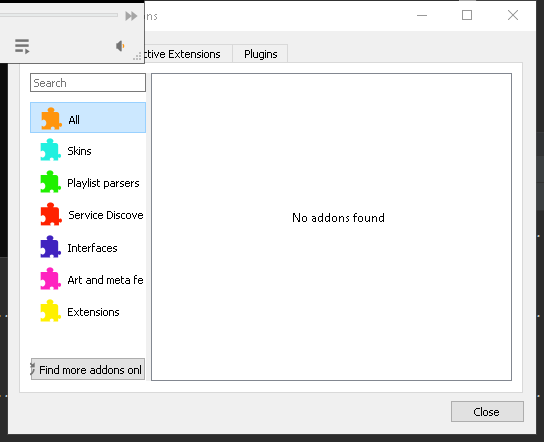 ons
ctive Extensions
Plugins
Search
All
Skins
Playlist parsers
Service Discove
Interfaces
Art and meta fe
Extensions
No addons found
Find more addons onl
Close